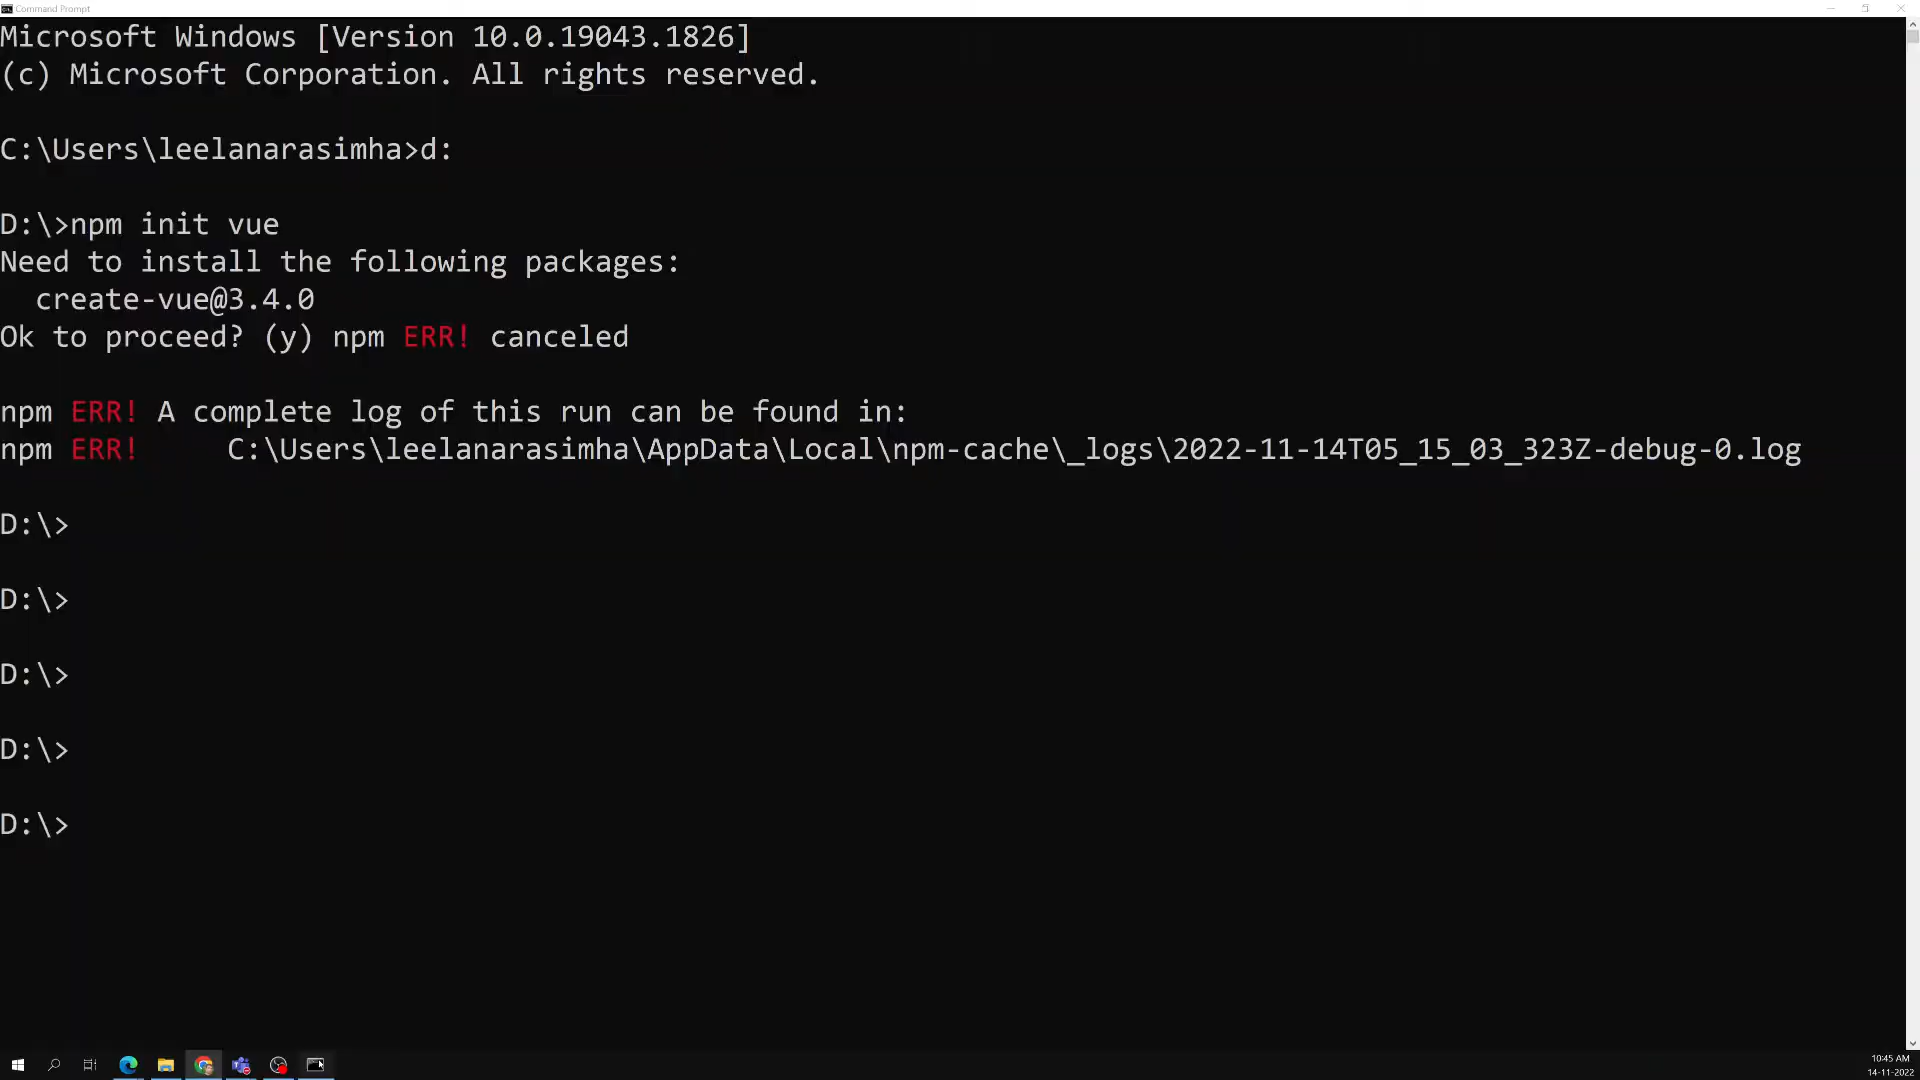 Command Prompt
Microsoft Windows [Version 10.0.19043.1826]
(c) Microsoft Corporation. All rights reserved.
C:\Users\leelanarasimha>d:
D:\>npm init vue
Need to install the following packages:
  create-vue@3.4.0
Ok to proceed? (y) npm ERR! canceled
npm ERR! A complete log of this run can be found in:
npm ERR!     C:\Users\leelanarasimha\AppData\Local\npm-cache\_logs\2022-11-14T05_15_03_323Z-debug-0.log
D:\>
D:\>
D:\>
D:\>
D:\>
10:45 AM
14-11-2022